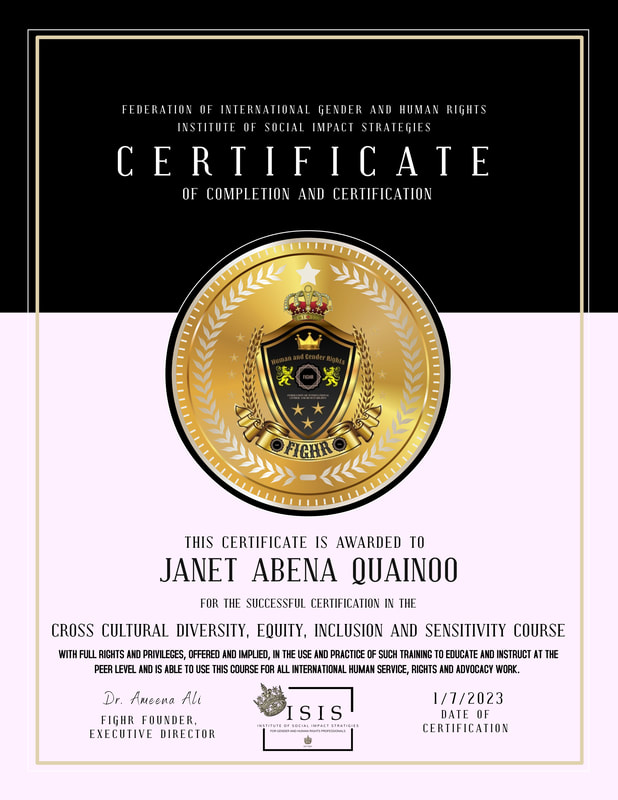 FEDERATION OF INTERNATIONAL GENDER AND HUMAN RIGHTS
INSTITUTE OF SOCIAL IMPACT STRATEGIES
CERTIFICATE
OF COMPLETION AND CERTIFICATION
Human and Gender Rights
FIGHR
FIGHR
THIS CERTIFICATE IS AWARDED TO
JANET ABENA QUAINOO
FOR THE SUCCESSFUL CERTIFICATION IN THE
CROSS CULTURAL DIVERSITY, EQUITY, INCLUSION AND SENSITIVITY COURSE
WITH FULL RIGHTS AND PRIVILEGES, OFFERED AND IMPLIED, IN THE USE AND PRACTICE OF SUCH TRAINING TO EDUCATE AND INSTRUCT AT THE
PEER LEVEL AND IS ABLE TO USE THIS COURSE FOR ALL INTERNATIONAL HUMAN SERVICE, RIGHTS AND ADVOCACY WORK.
Dr. Ameena Ali
FIGHR FOUNDER,
EXECUTIVE DIRECTOR
ISIS
INSTITUTE OF SOCIAL IMPACT STRATIGIES
FOR GENDER AND HUMAN RIGHTS PROFESSIONALS
1/7/2023
DATE OF
CERTIFICATION